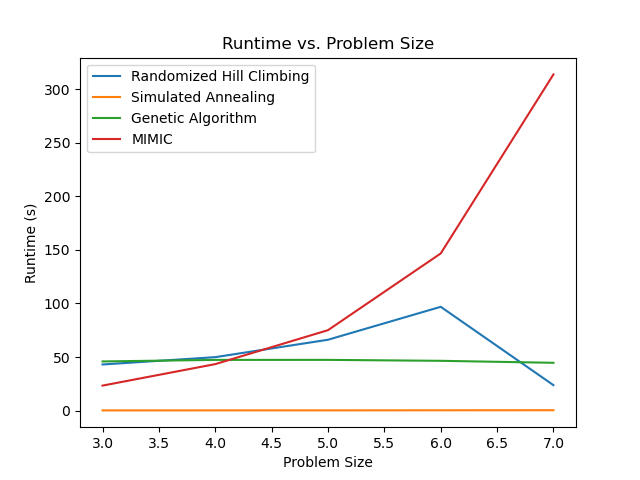 Runtime vs. Problem Size
Randomized Hill Climbing
Simulated Annealing
Genetic Algorithm
MIMIC
300
250
200
150
100
50
0
Runtime (s)
3.0 3.5 4.0 4.5 5.0 5.5 6.0 6.5 7.0
Problem Size